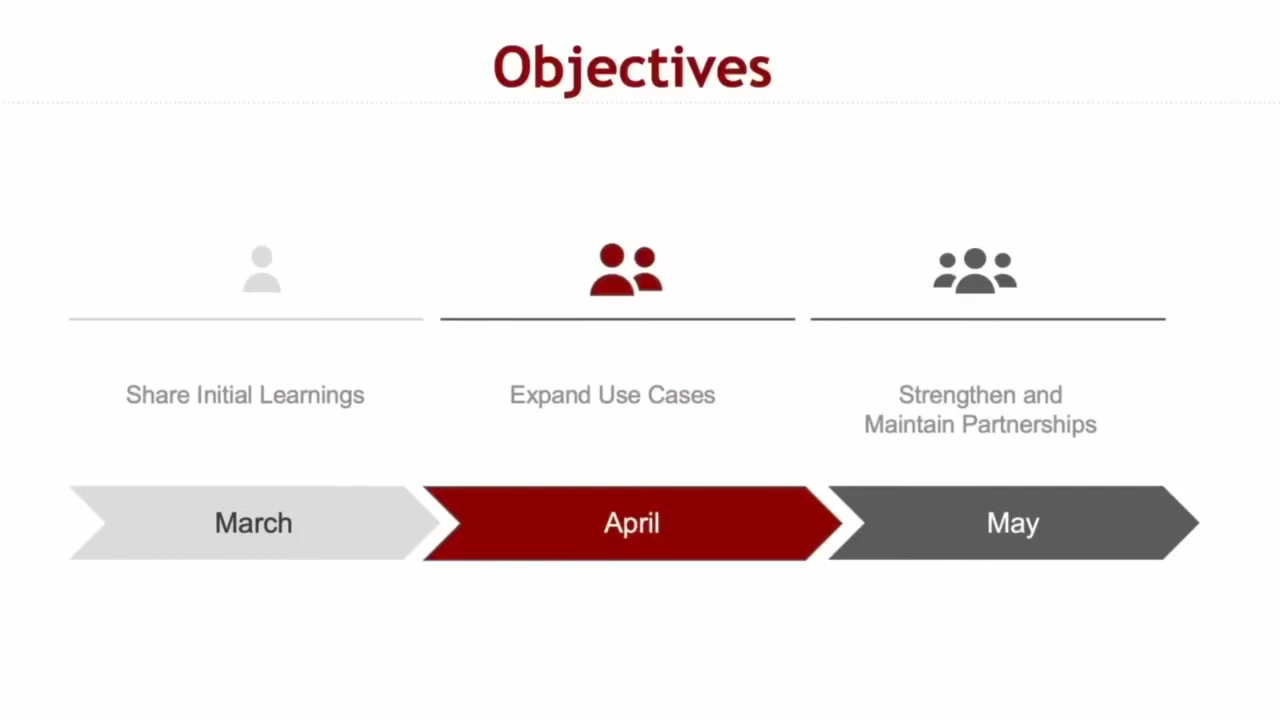 Objectives
Share Initial Learnings
Expand Use Cases
Strengthen and
Maintain Partnerships
March
April
May